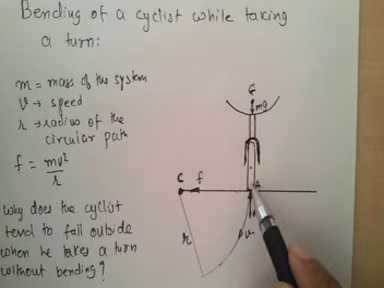 Bending of a cyclist while taking
a turn:
m = mass of the system
v → speed
r → radius of the
circular path
f = mv²/r
why does the cyclist
tend to fall outside
when he takes a turn
without bending?
G
mg
C
f
A
r
v